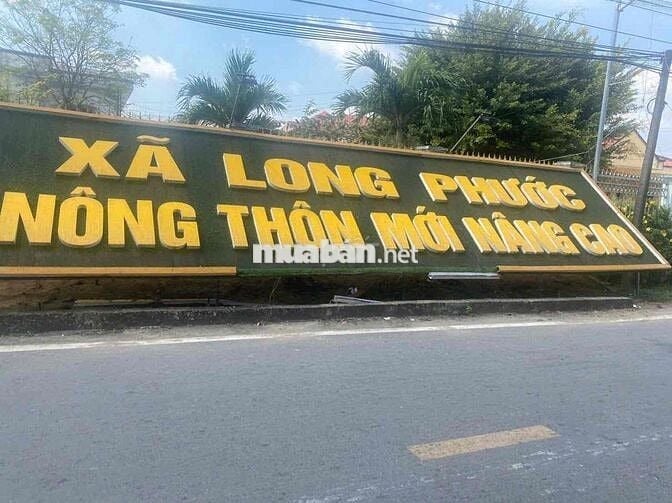 XÃ LONG PHƯỚC
NÔNG THÔN MỚI NÂNG CAO
muaban.net